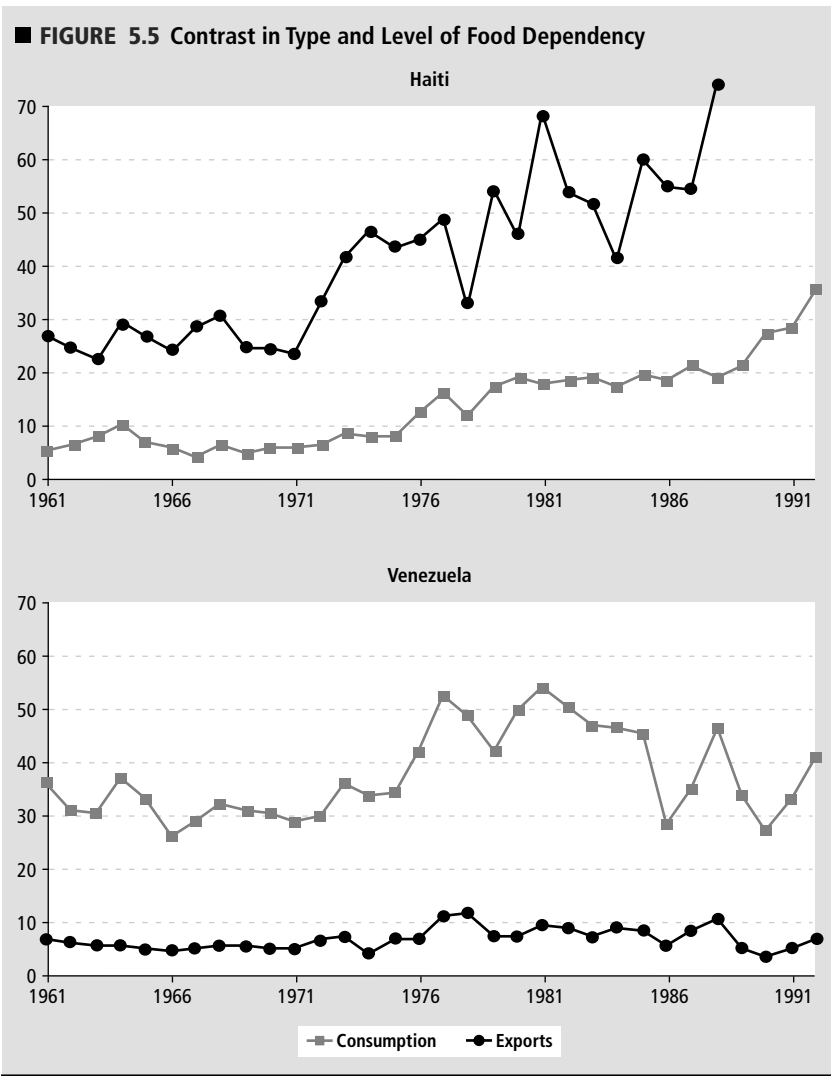 FIGURE 5.5 Contrast in Type and Level of Food Dependency
Haiti
70
60
50
40
30
20
10
0
1961 1966 1971 1976 1981 1986 1991
Venezuela
70
60
50
40
30
20
10
0
1961 1966 1971 1976 1981 1986 1991
Consumption Exports